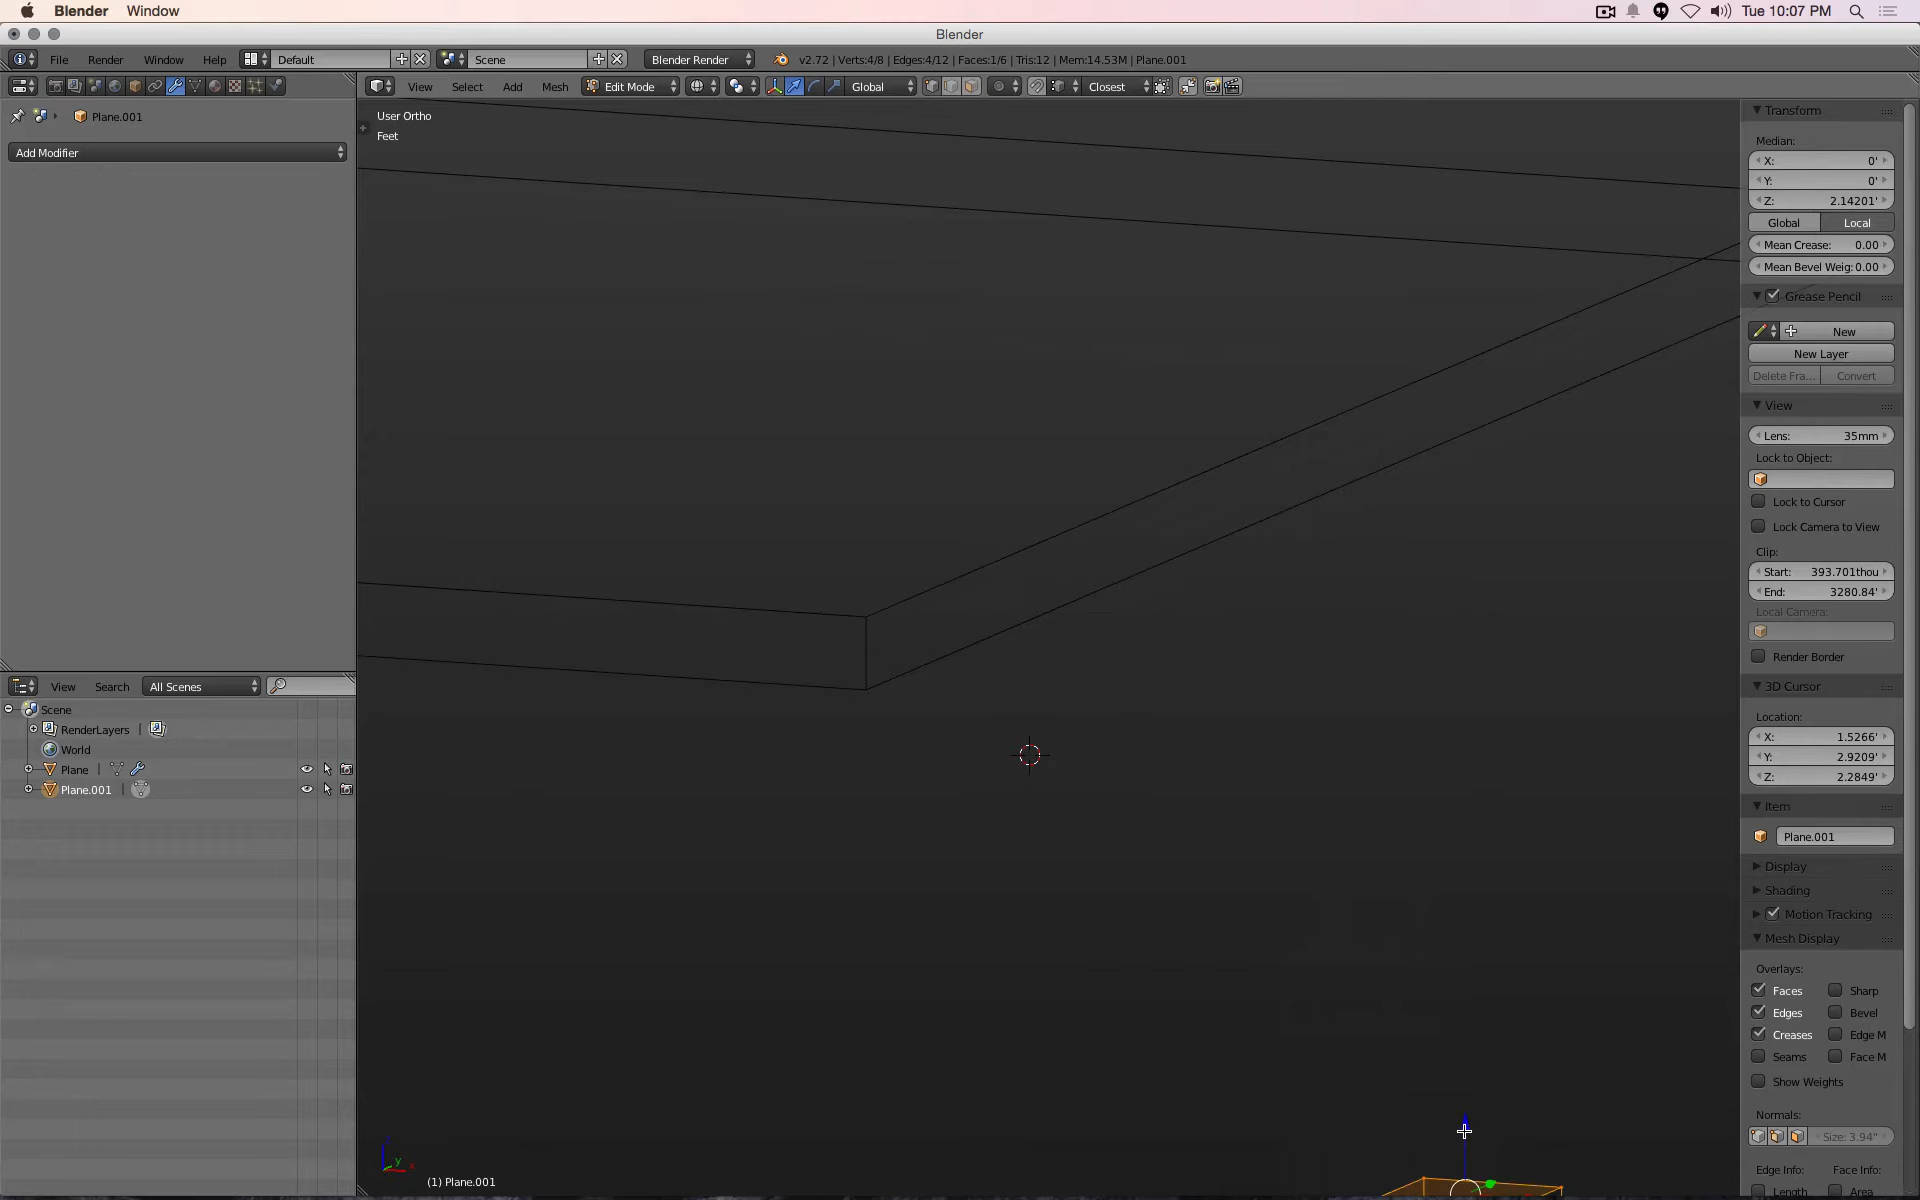 Blender Window Tue 10:07 PM
Blender
File Render Window Help Default Scene Blender Render v2.72 | Verts:4/8 | Edges:4/12 | Faces:1/6 | Tris:12 | Mem:14.53M | Plane.001
View Select Add Mesh Edit Mode Global Closest
Plane.001
Add Modifier
User Ortho
Feet
Transform
Median:
X: 0'
Y: 0'
Z: 2.14201'
Global Local
Mean Crease: 0.00
Mean Bevel Weig: 0.00
Grease Pencil
New
New Layer
Delete Fra... Convert
View
Lens: 35mm
Lock to Object:
Lock to Cursor
Lock Camera to View
Clip:
Start: 393.701thou
End: 3280.84'
Local Camera:
Render Border
3D Cursor
Location:
X: 1.5266'
Y: 2.9209'
Z: 2.2849'
Item
Plane.001
Display
Shading
Motion Tracking
Mesh Display
Overlays:
Faces Sharp
Edges Bevel
Creases Edge M
Seams Face M
Show Weights
Normals:
Size: 3.94"
Edge Info: Face Info:
Length Area
View Search All Scenes
Scene
RenderLayers |
World
Plane |
Plane.001 |
z
y x
(1) Plane.001